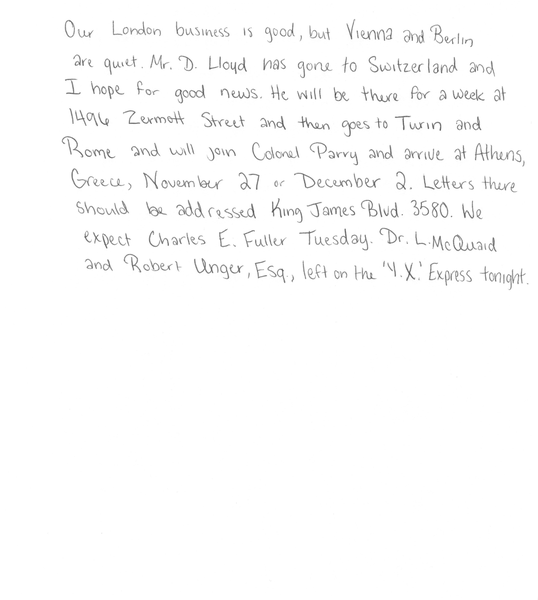 Our London business is good, but Vienna and Berlin
are quiet. Mr. D. Lloyd has gone to Switzerland and
I hope for good news. He will be there for a week at
1496 Zermott Street and then goes to Turin and
Rome and will join Colonel Parry and arrive at Athens,
Greece, November 27 or December 2. Letters there
should be addressed King James Blvd. 3580. We
expect Charles E. Fuller Tuesday. Dr. L. McQuaid
and Robert Unger, Esq., left on the 'Y.X.' Express tonight.